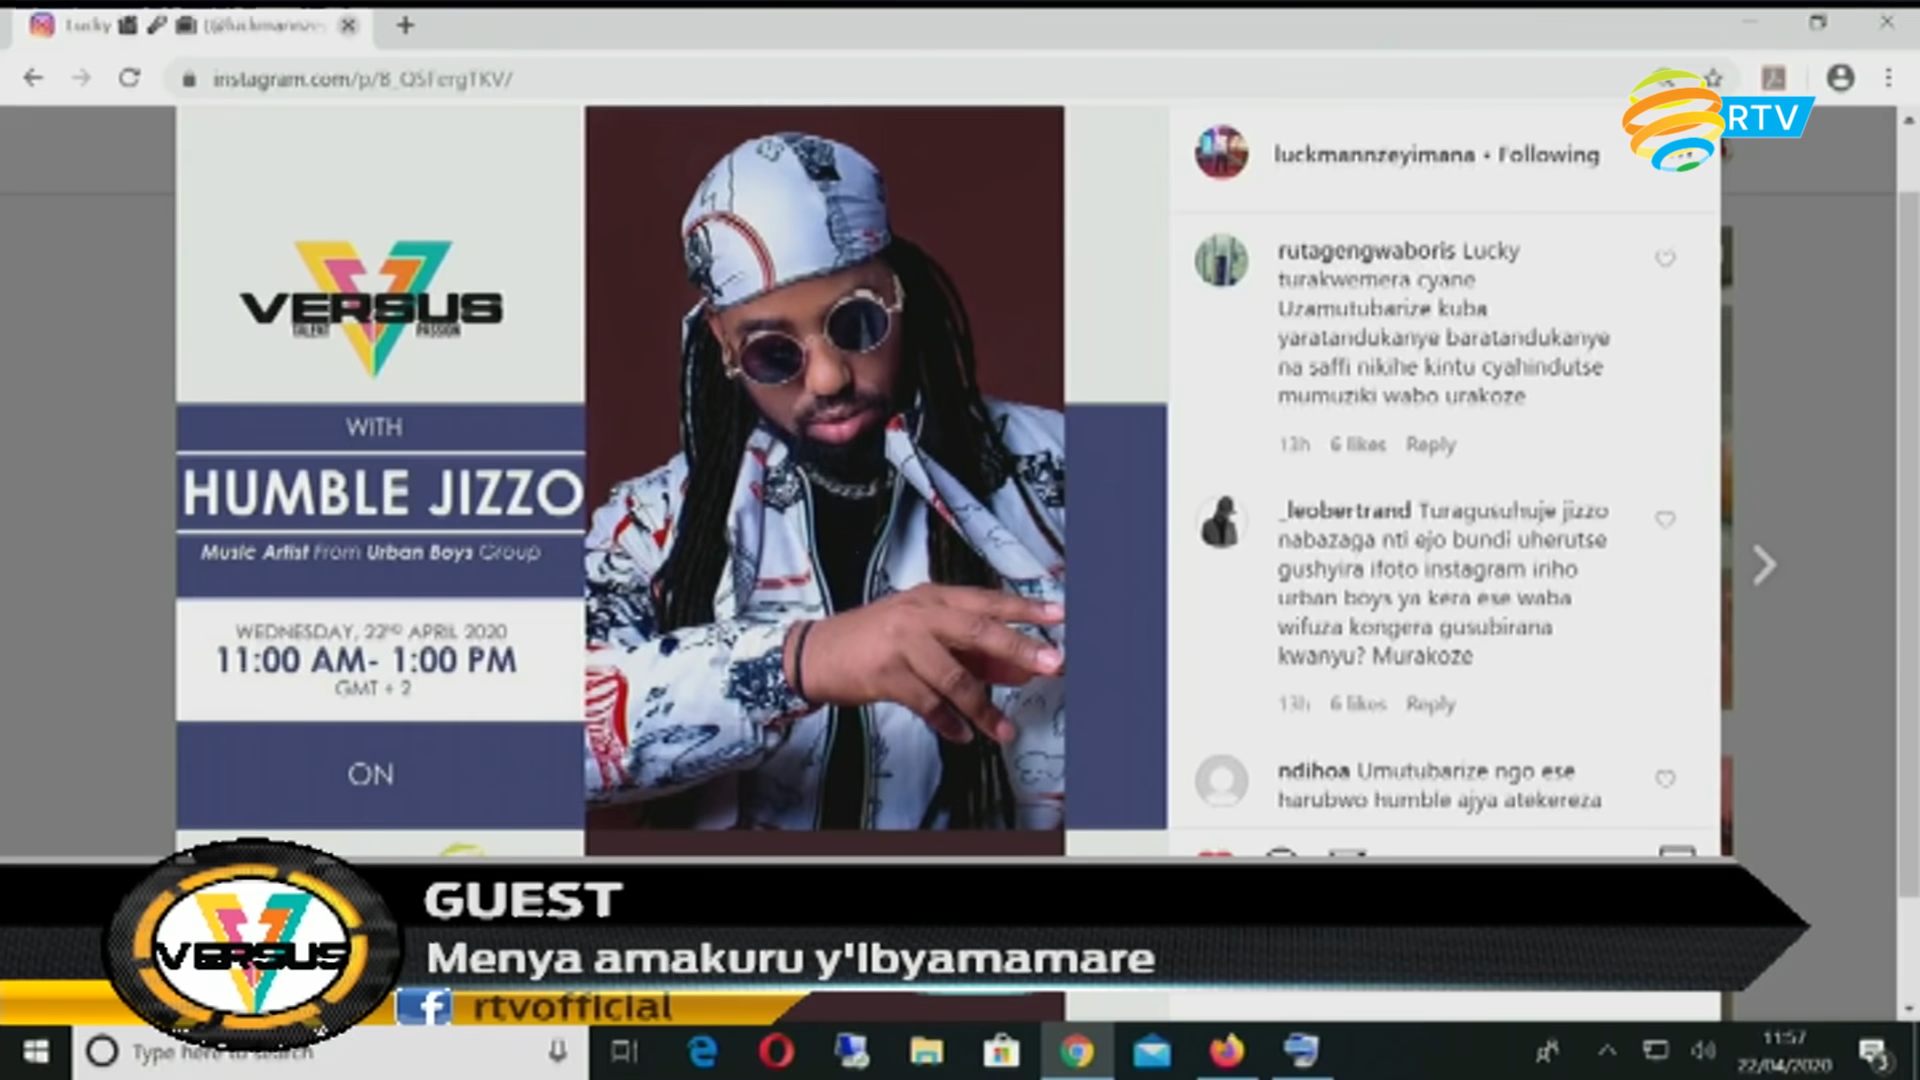 Lucky
instagram.com/p/B_QSFergTKV/
RTV
luckmannzeyimana • Following
VERSUS
TALENT PASSION
WITH
HUMBLE JIZZO
Music Artist From Urban Boys Group
WEDNESDAY, 22ND APRIL 2020
11:00 AM- 1:00 PM
GMT + 2
ON
rutagengwaboris Lucky
turakwemera cyane
Uzamutubarize kuba
yaratandukanye baratandukanye
na saffi nikihe kintu cyahindutse
mumuziki wabo urakoze
13h 6 likes Reply
_leobertrand Turagusuhuje jizzo
nabazaga nti ejo bundi uherutse
gushyira ifoto instagram iriho
urban boys ya kera ese waba
wifuza kongera gusubirana
kwanyu? Murakoze
13h 6 likes Reply
ndihoa Umutubarize ngo ese
harubwo humble ajya atekereza
GUEST
Menya amakuru y'Ibyamamare
VERSUS
rtvofficial
Type here to search
11:57
22/04/2020
3